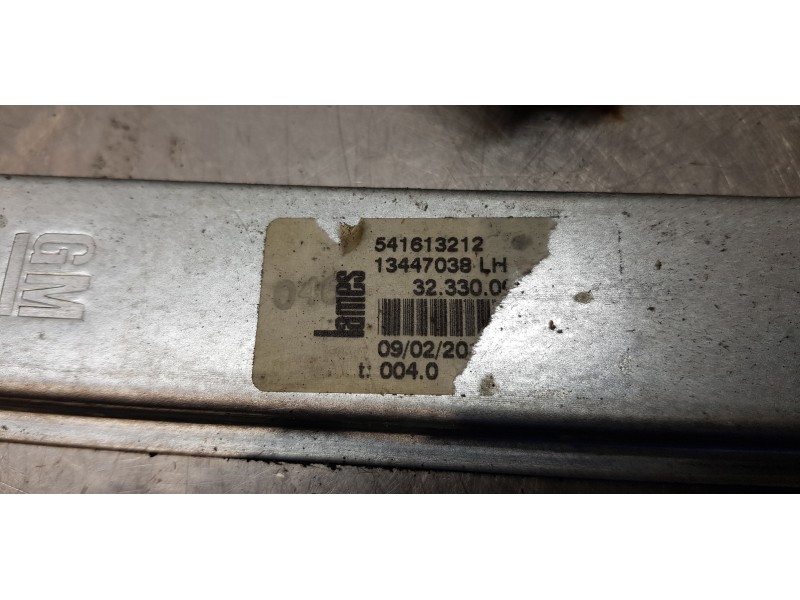 GM
541613212
13447038 LH
32.330.0
lames
09/02/20
t: 004.0